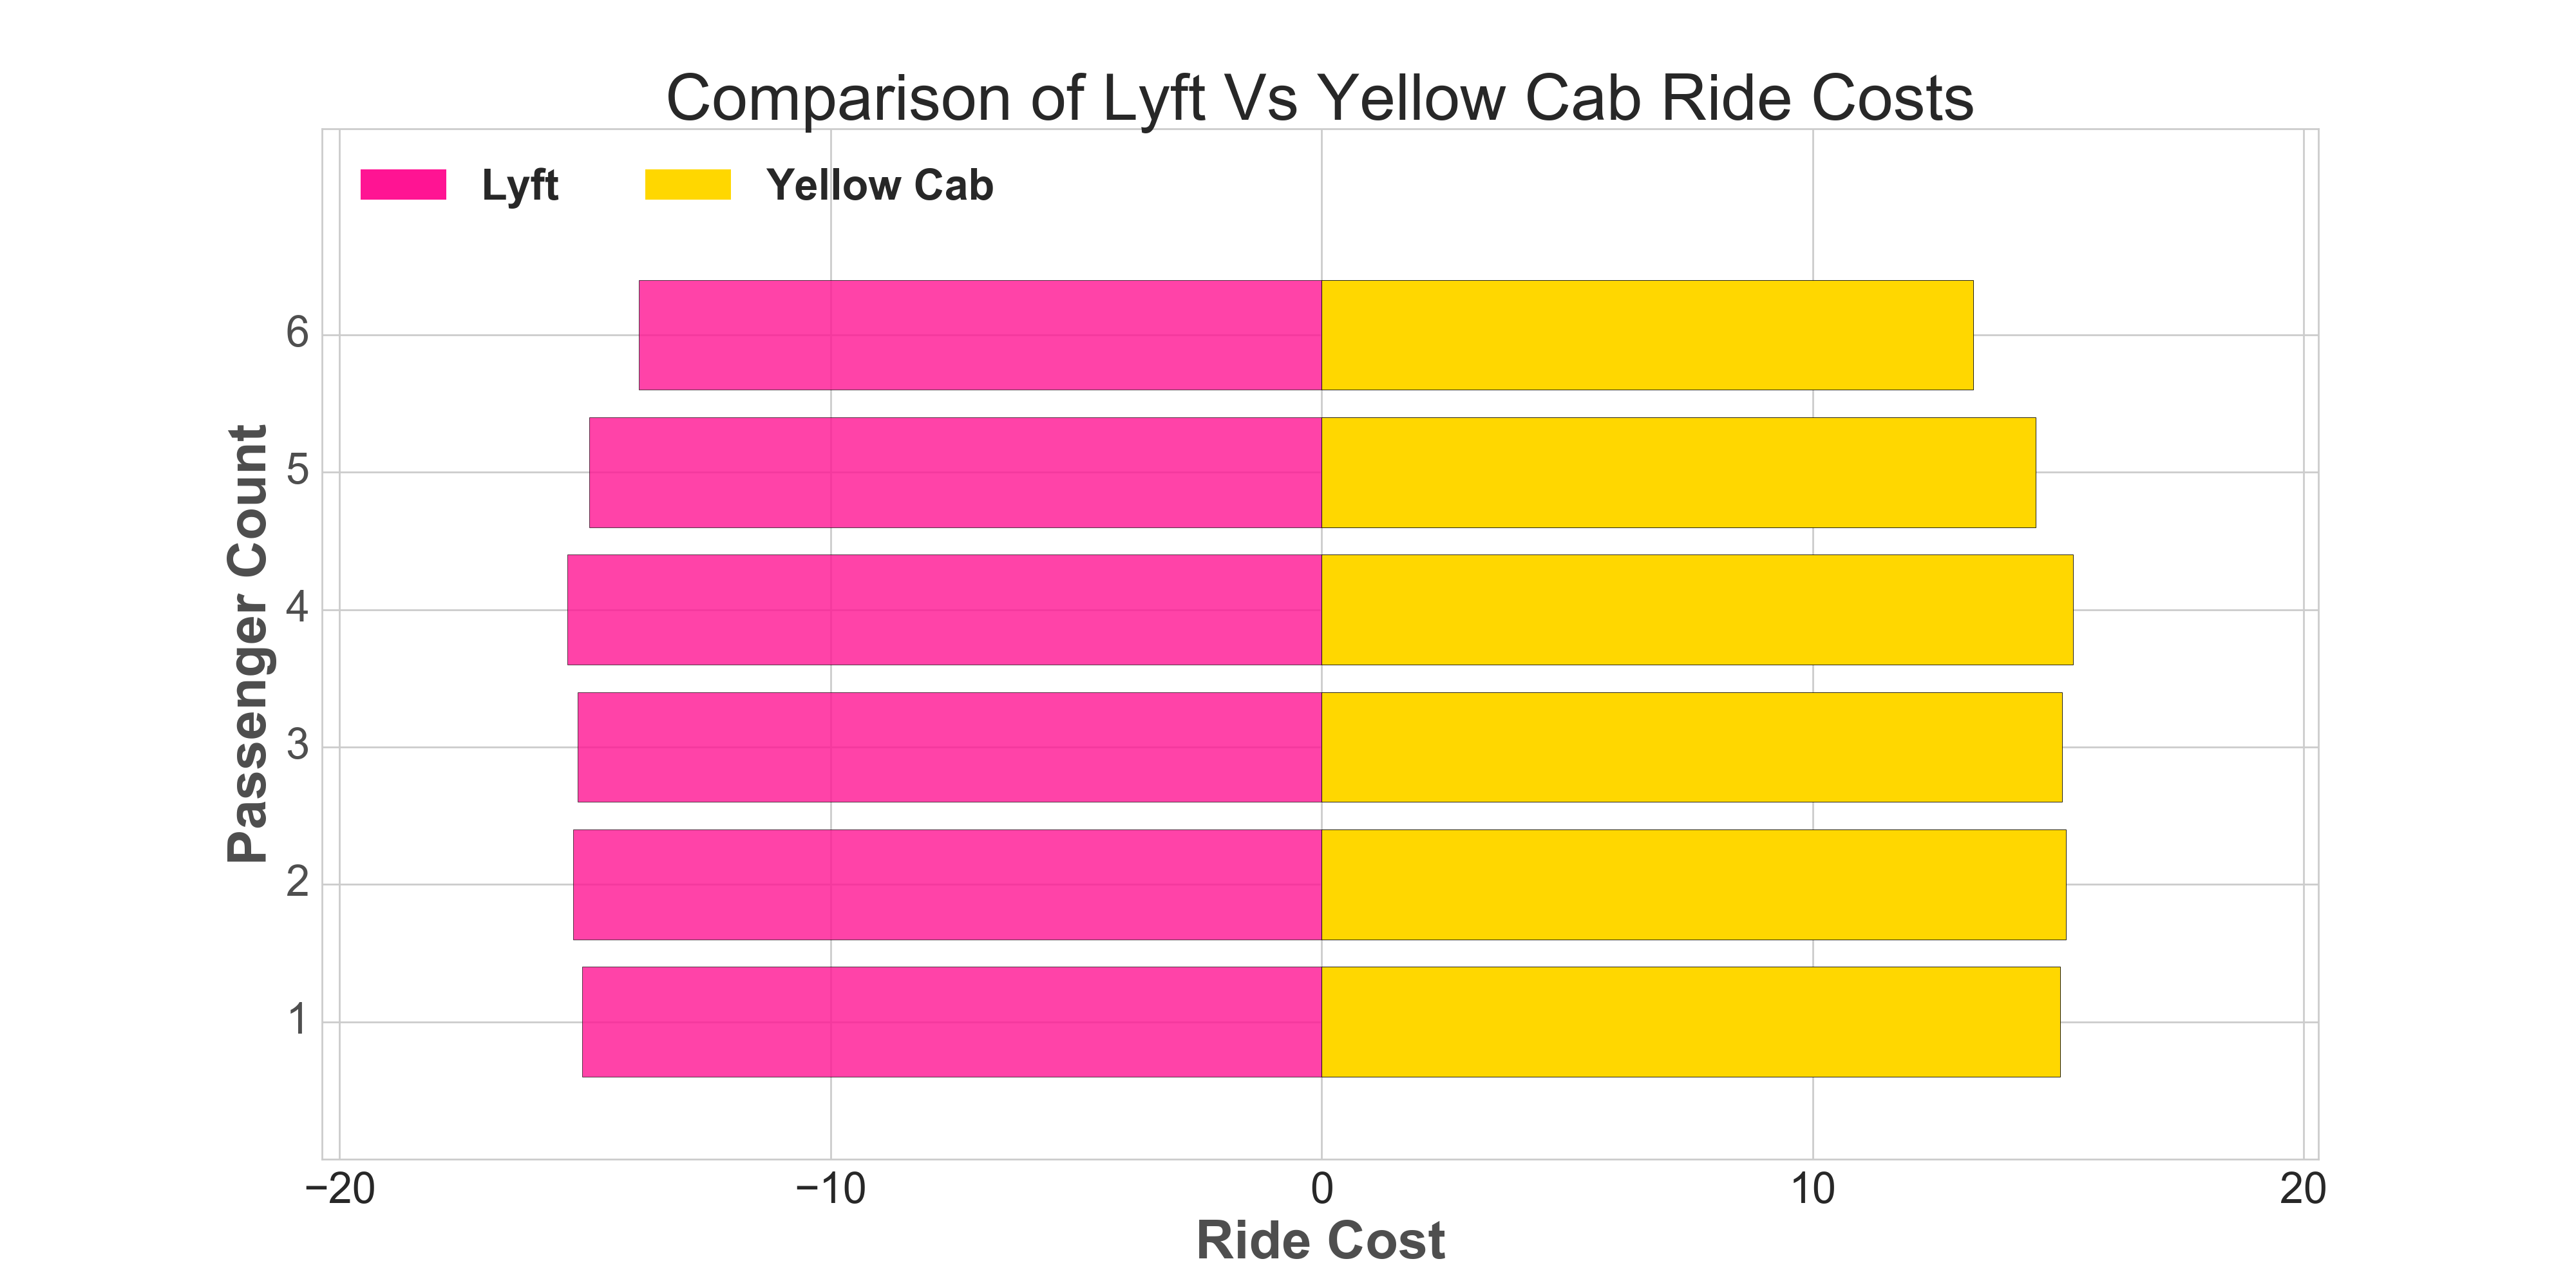 Comparison of Lyft Vs Yellow Cab Ride Costs
Lyft
Yellow Cab
Passenger Count
6
5
4
3
2
1
−20
−10
0
10
20
Ride Cost